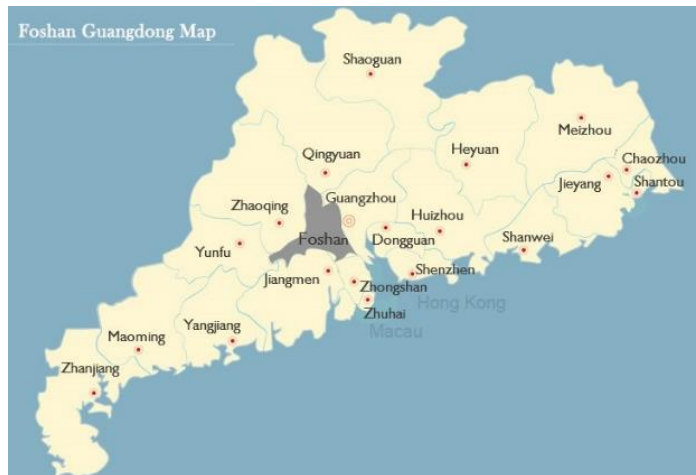 Foshan Guangdong Map
Shaoguan
Meizhou
Qingyuan
Heyuan
Chaozhou
Jieyang
Shantou
Guangzhou
Zhaoqing
Huizhou
Foshan
Dongguan
Shanwei
Yunfu
Jiangmen
Shenzhen
Zhongshan
Hong Kong
Zhuhai
Macau
Yangjiang
Maoming
Zhanjiang